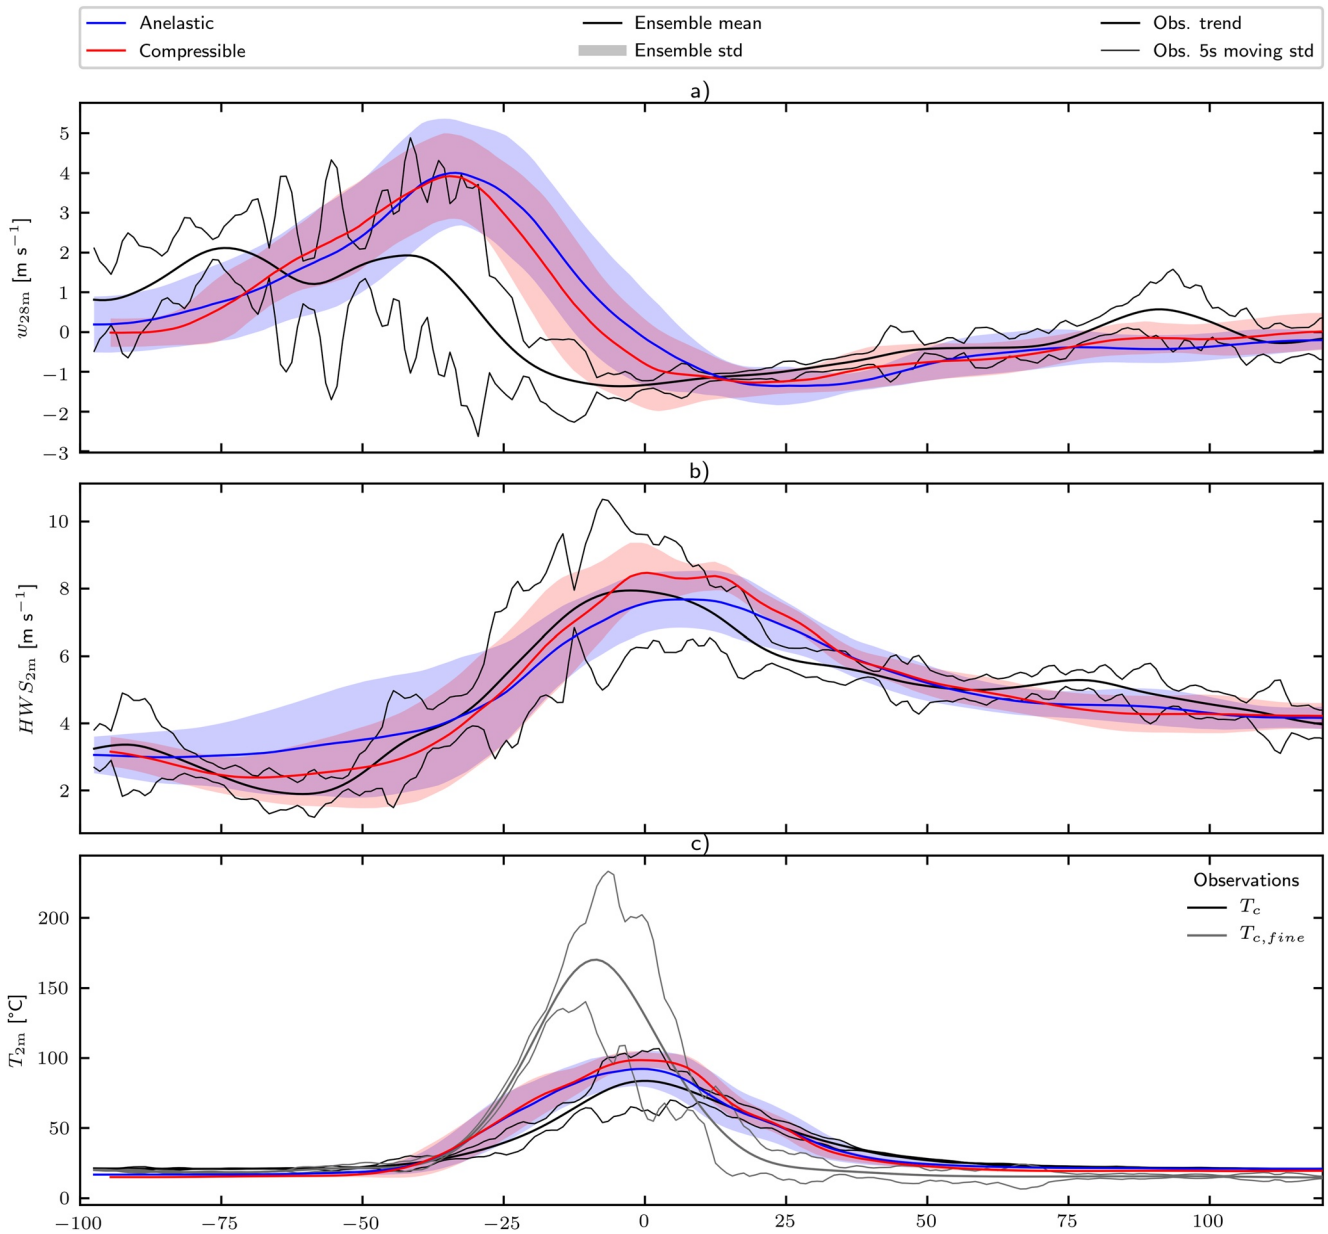 Anelastic Ensemble mean Obs. trend
Compressible Ensemble std Obs. 5s moving std
a)
5
4
3
2
1
0
−1
−2
−3
w₂₈ₘ [m s⁻¹]
b)
10
8
6
4
2
HWS₂ₘ [m s⁻¹]
c)
Observations
T_c
T_{c,fine}
200
150
100
50
0
T₂ₘ [°C]
−100 −75 −50 −25 0 25 50 75 100